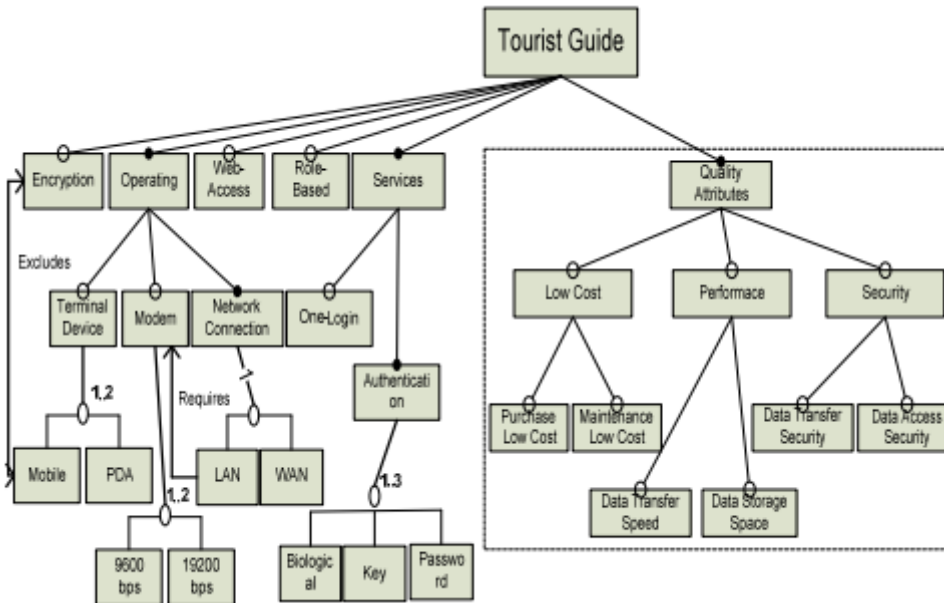 Tourist Guide
Encryption
Operating
Web-
Access
Role-
Based
Services
Quality
Attributes
Excludes
Terminal
Device
Modem
Network
Connection
One-Login
Low Cost
Performace
Security
1..2
1
Requires
Authenticati
on
Purchase
Low Cost
Maintenance
Low Cost
Data Transfer
Security
Data Access
Security
Mobile
PDA
LAN
WAN
1..2
1..3
Data Transfer
Speed
Data Storage
Space
9600
bps
19200
bps
Biologic
al
Key
Passwo
rd